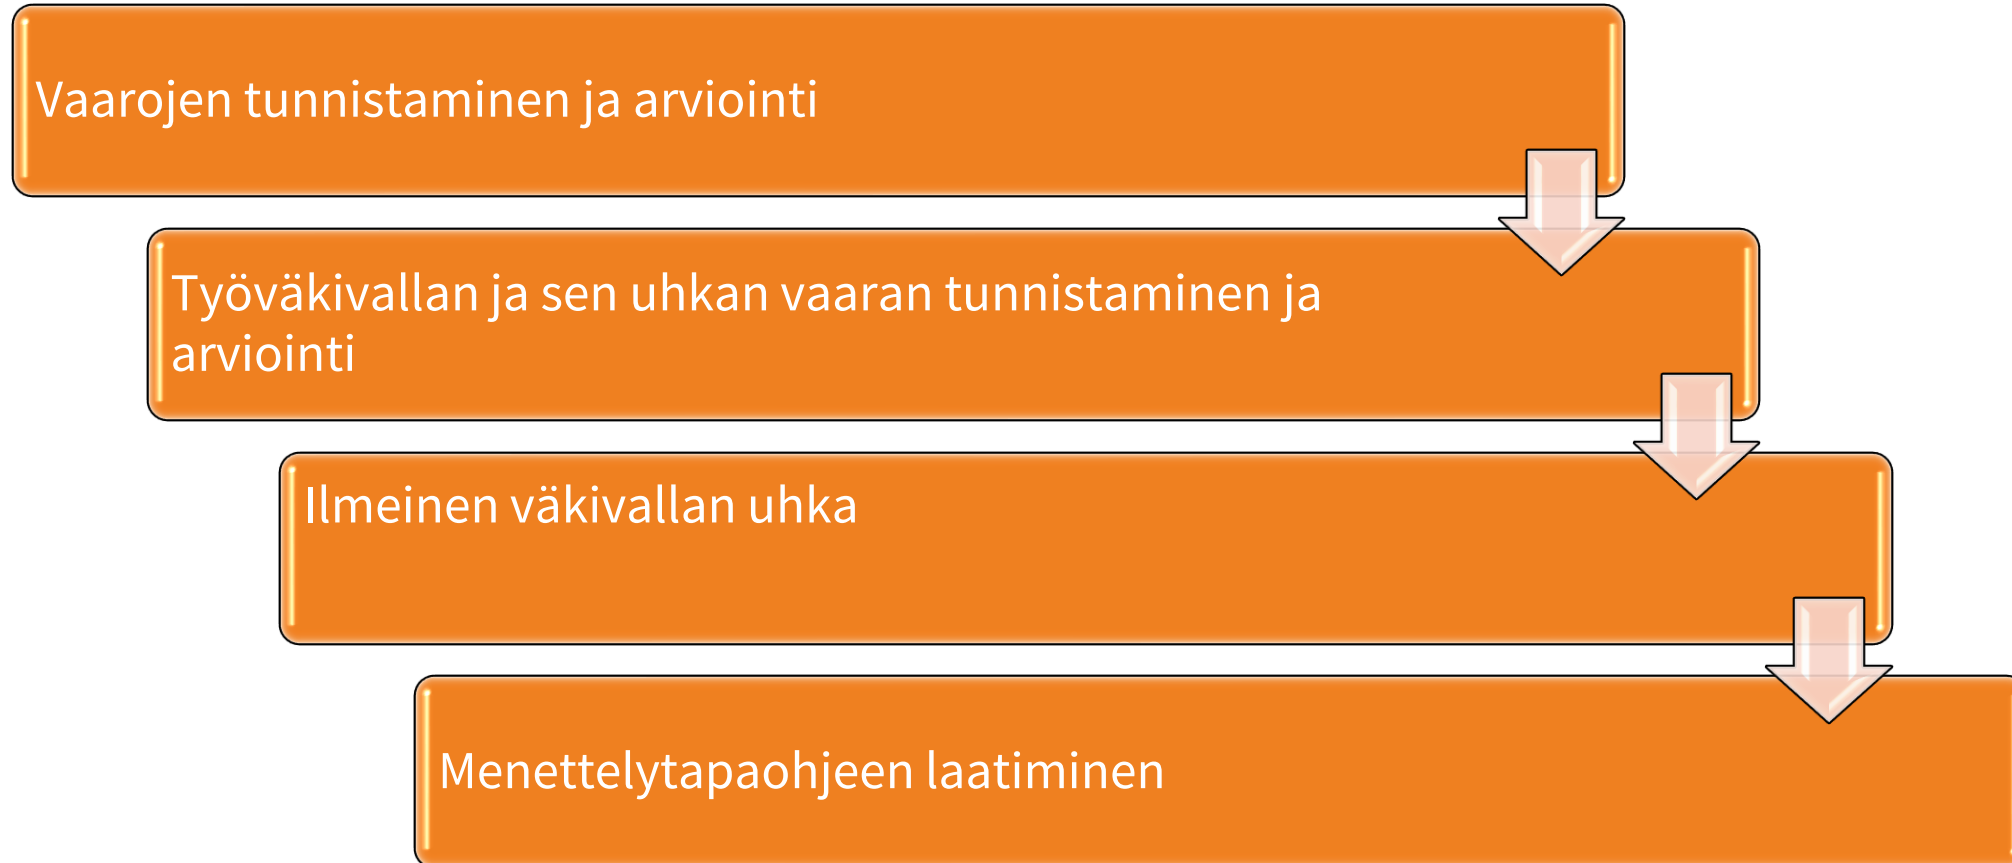 Vaarojen tunnistaminen ja arviointi
Työväkivallan ja sen uhkan vaaran tunnistaminen ja
arviointi
Ilmeinen väkivallan uhka
Menettelytapaohjeen laatiminen